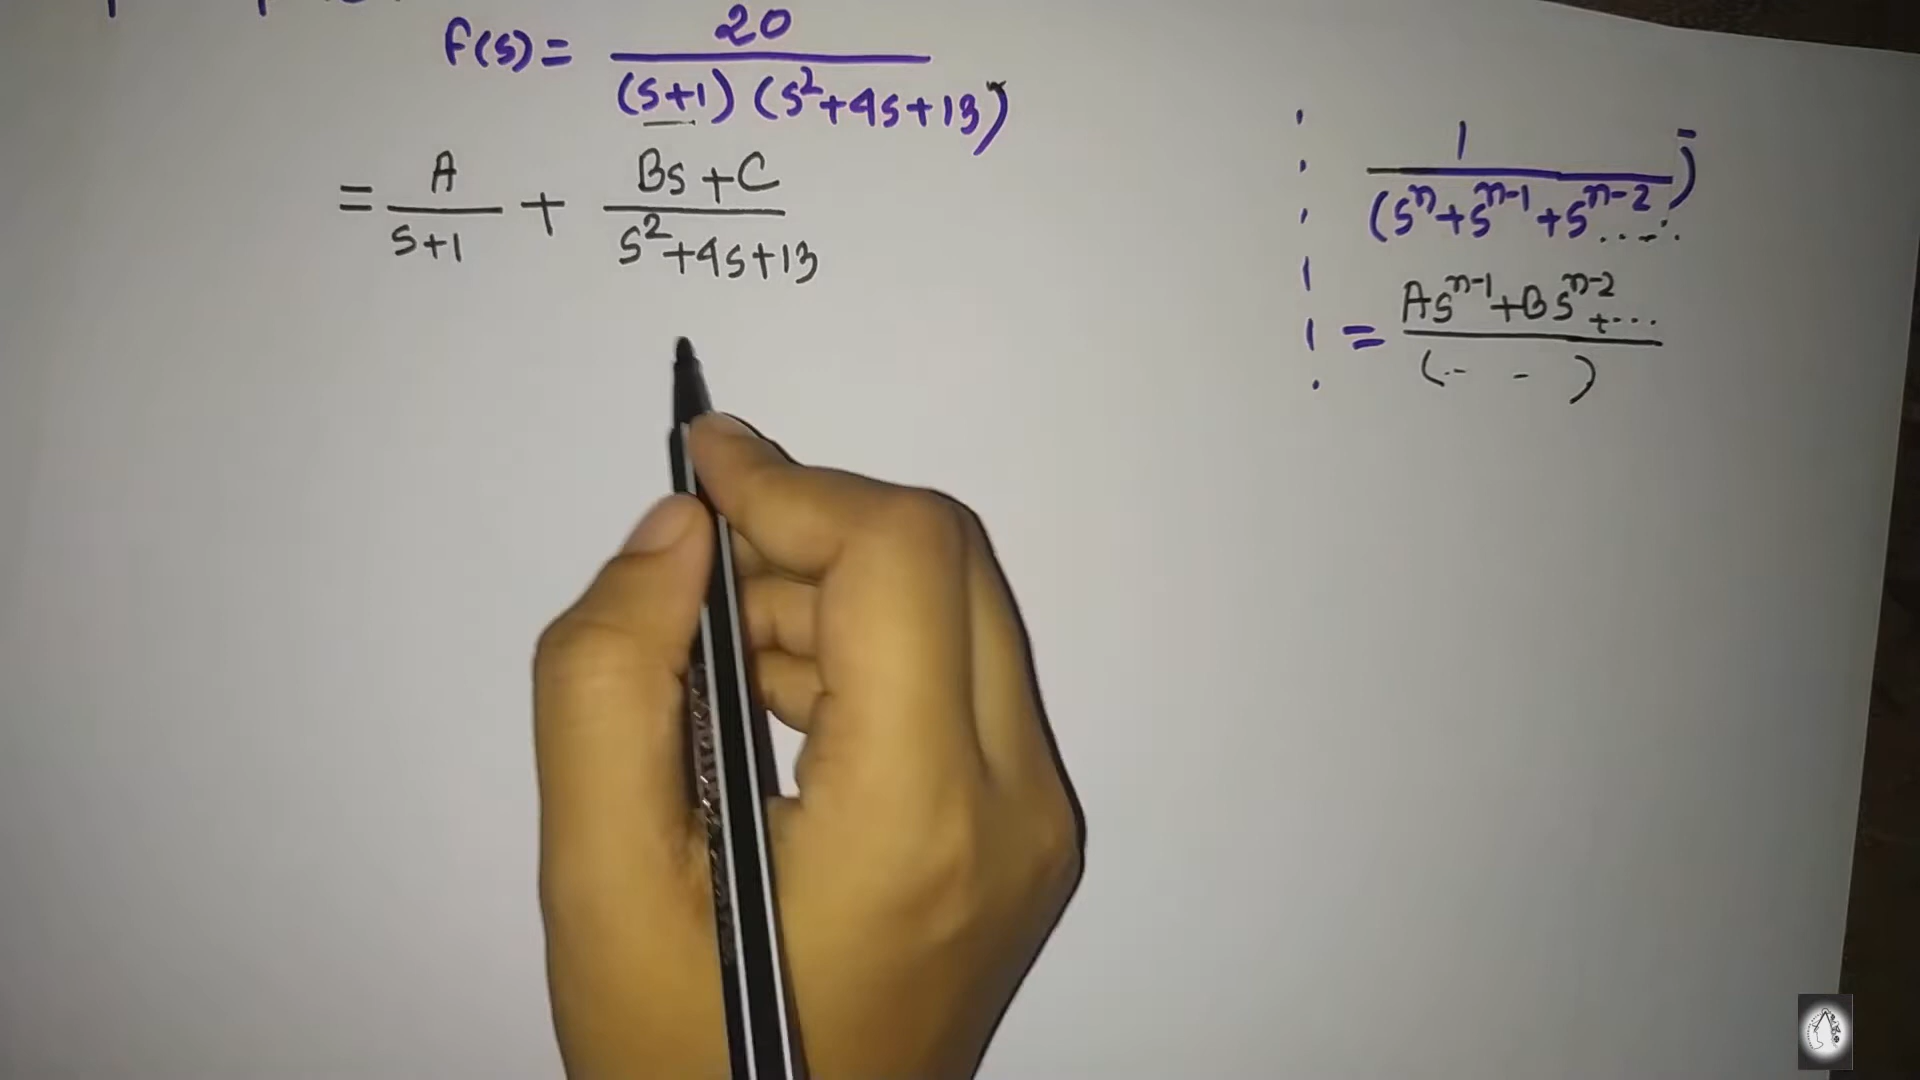 F(s) = 20 / (s+1) (s²+4s+13)
= A / s+1 + Bs+C / s²+4s+13
1 / (sⁿ+sⁿ⁻¹+sⁿ⁻².....)
= Asⁿ⁻¹+Bsⁿ⁻²+... / (.. - )